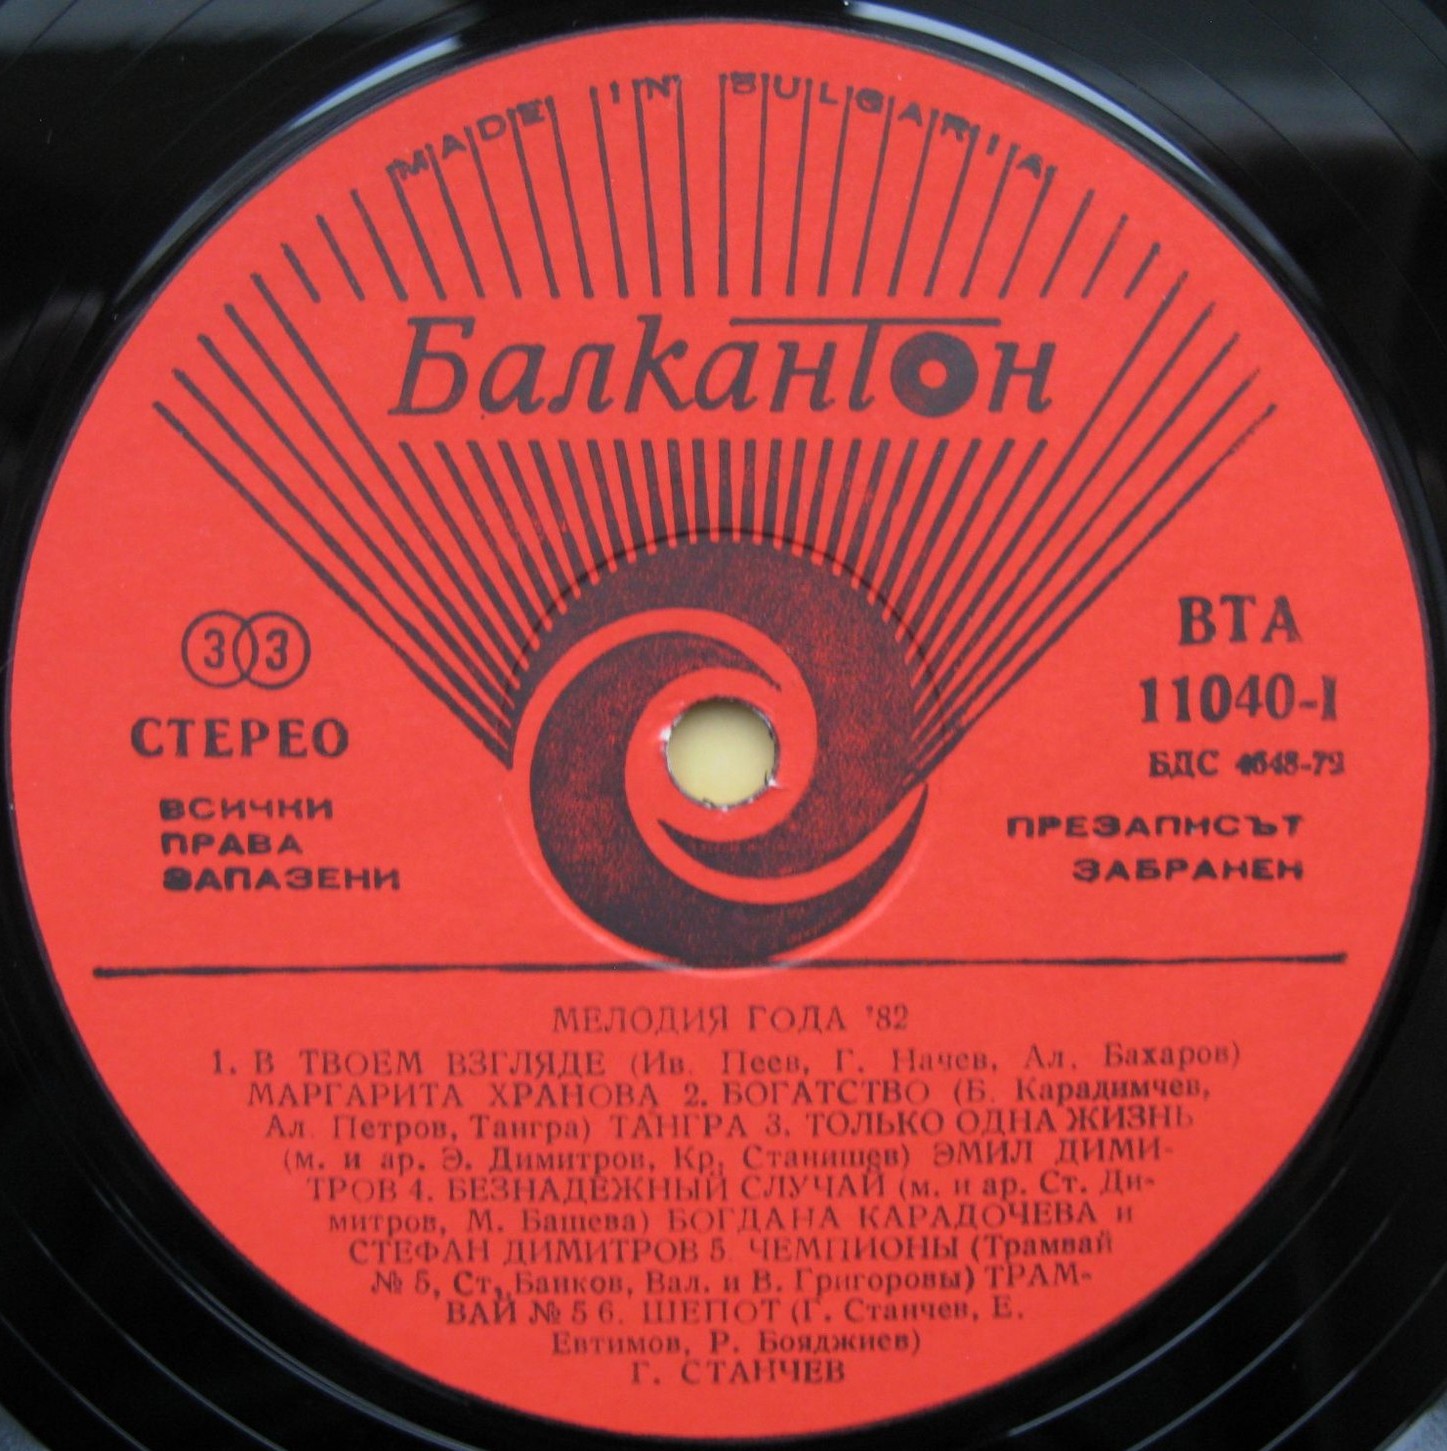 MADE IN BULGARIA
Балкантон
33
СТЕРЕО
ВСИЧКИ
ПРАВА
ЗАПАЗЕНИ
ВТА
11040-I
БДС 4648-72
ПРЕЗАПИСЪТ
ЗАБРАНЕН
МЕЛОДИЯ ГОДА '82
1. В ТВОЕМ ВЗГЛЯДЕ (Ив. Пеев, Г. Начев, Ал. Бахаров)
МАРГАРИТА ХРАНОВА 2. БОГАТСТВО (Б. Карадимчев,
Ал. Петров, Тангра) ТАНГРА 3. ТОЛЬКО ОДНА ЖИЗНЬ
(м. и ар. Э. Димитров, Кр. Станишев) ЭМИЛ ДИМИ-
ТРОВ 4. БЕЗНАДЕЖНЫЙ СЛУЧАЙ (м. и ар. Ст. Ди-
митров, М. Башева) БОГДАНА КАРАДОЧЕВА и
СТЕФАН ДИМИТРОВ 5. ЧЕМПИОНЫ (Трамвай
№ 5, Ст. Банков, Вал. и В. Григоровы) ТРАМ-
ВАЙ № 5 6. ШЕПОТ (Г. Станчев, Е.
Евтимов, Р. Бояджиев)
Г. СТАНЧЕВ